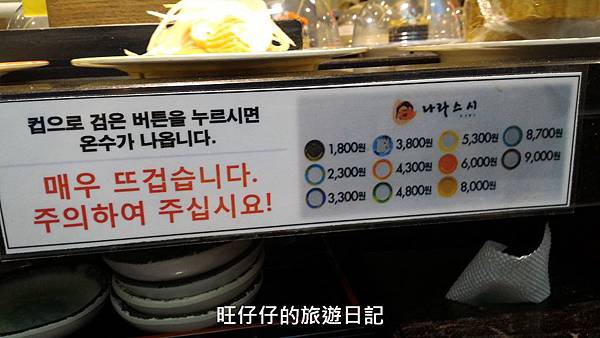 컵으로 검은 버튼을 누르시면
온수가 나옵니다.
매우 뜨겁습니다.
주의하여 주십시요!
나라스시
1,800원
2,300원
3,300원
3,800원
4,300원
4,800원
5,300원
6,000원
8,000원
8,700원
9,000원
旺仔仔的旅遊日記